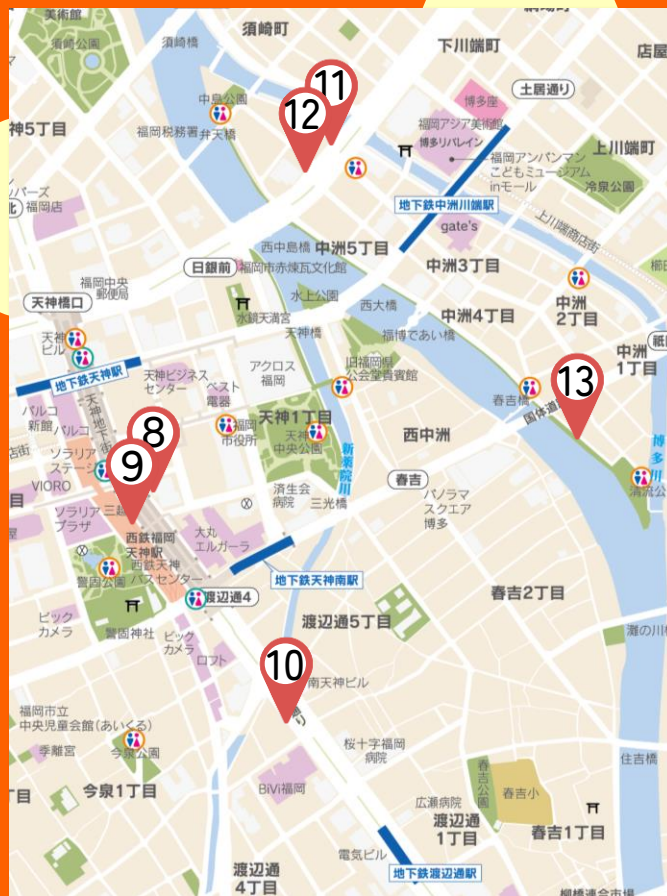 美術館
須崎公園
須崎橋
須崎町
下川端町
土居通り
中島公園
11
12
博多座
福岡税務署
弁天橋
福岡アジア美術館
博多リバレイン
福岡アンパンマン
こどもミュージアム
inモール
上川端町
冷泉公園
福岡店
地下鉄中洲川端駅
gate's
上川端商店街
西中島橋
中洲5丁目
日銀前
福岡市赤煉瓦文化館
中洲3丁目
福岡中央
郵便局
天神橋口
水上公園
西大橋
中洲4丁目
中洲
2丁目
水鏡天満宮
天神橋
福博であい橋
天神
ビル
地下鉄天神駅
天神ビジネス
センター
アクロス
福岡
旧福岡県
公会堂貴賓館
中洲
1丁目
ベスト
電器
13
春吉橋
天神地下街
パルコ
新館
パルコ
8
福岡
市役所
天神1丁目
天神
中央公園
西中洲
博多川
ソラリア
ステージ
9
新薬院川
春吉
VIORO
済生会
病院
三光橋
パノラマ
スクエア
博多
ソラリア
プラザ
三越
西鉄福岡
天神駅
大丸
エルガーラ
西鉄天神
バスセンター
警固公園
地下鉄天神南駅
渡辺通4
春吉2丁目
ビック
カメラ
警固神社
渡辺通5丁目
ビック
カメラ
ロフト
10
南天神ビル
福岡市立
中央児童会館(あいくる)
季離宮
今泉公園
桜十字福岡
病院
住吉橋
今泉1丁目
BiVi福岡
広瀬病院
春吉公園
春吉小
渡辺通
1丁目
春吉1丁目
電気ビル
地下鉄渡辺通駅
渡辺通
4丁目
柳橋連合市場